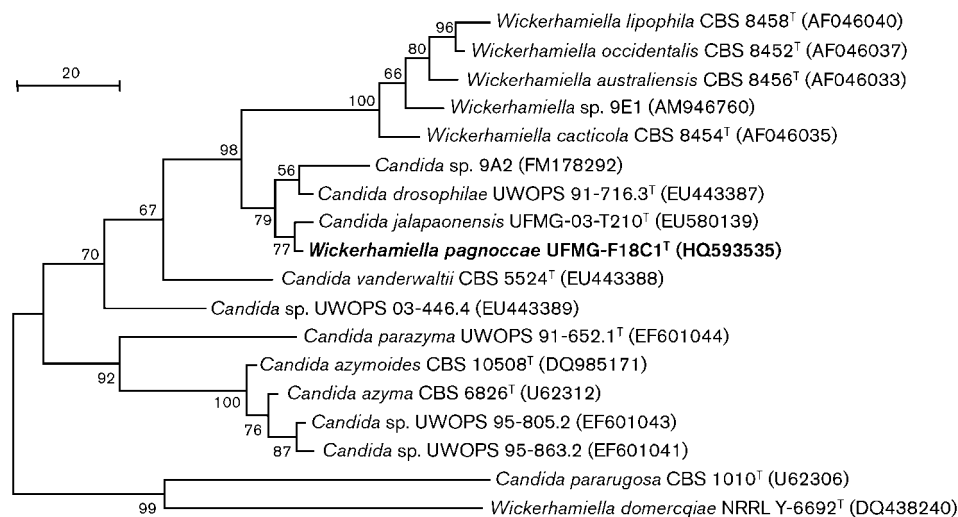 96 Wickerhamiella lipophila CBS 8458ᵀ (AF046040)
Wickerhamiella occidentalis CBS 8452ᵀ (AF046037)
80
20
66 Wickerhamiella australiensis CBS 8456ᵀ (AF046033)
100 Wickerhamiella sp. 9E1 (AM946760)
Wickerhamiella cacticola CBS 8454ᵀ (AF046035)
98
56 Candida sp. 9A2 (FM178292)
Candida drosophilae UWOPS 91-716.3ᵀ (EU443387)
67 79 Candida jalapaonensis UFMG-03-T210ᵀ (EU580139)
77 Wickerhamiella pagnoccae UFMG-F18C1ᵀ (HQ593535)
70
Candida vanderwaltii CBS 5524ᵀ (EU443388)
Candida sp. UWOPS 03-446.4 (EU443389)
Candida parazyma UWOPS 91-652.1ᵀ (EF601044)
Candida azymoides CBS 10508ᵀ (DQ985171)
92
100 Candida azyma CBS 6826ᵀ (U62312)
76 Candida sp. UWOPS 95-805.2 (EF601043)
87 Candida sp. UWOPS 95-863.2 (EF601041)
Candida pararugosa CBS 1010ᵀ (U62306)
99 Wickerhamiella domercqiae NRRL Y-6692ᵀ (DQ438240)